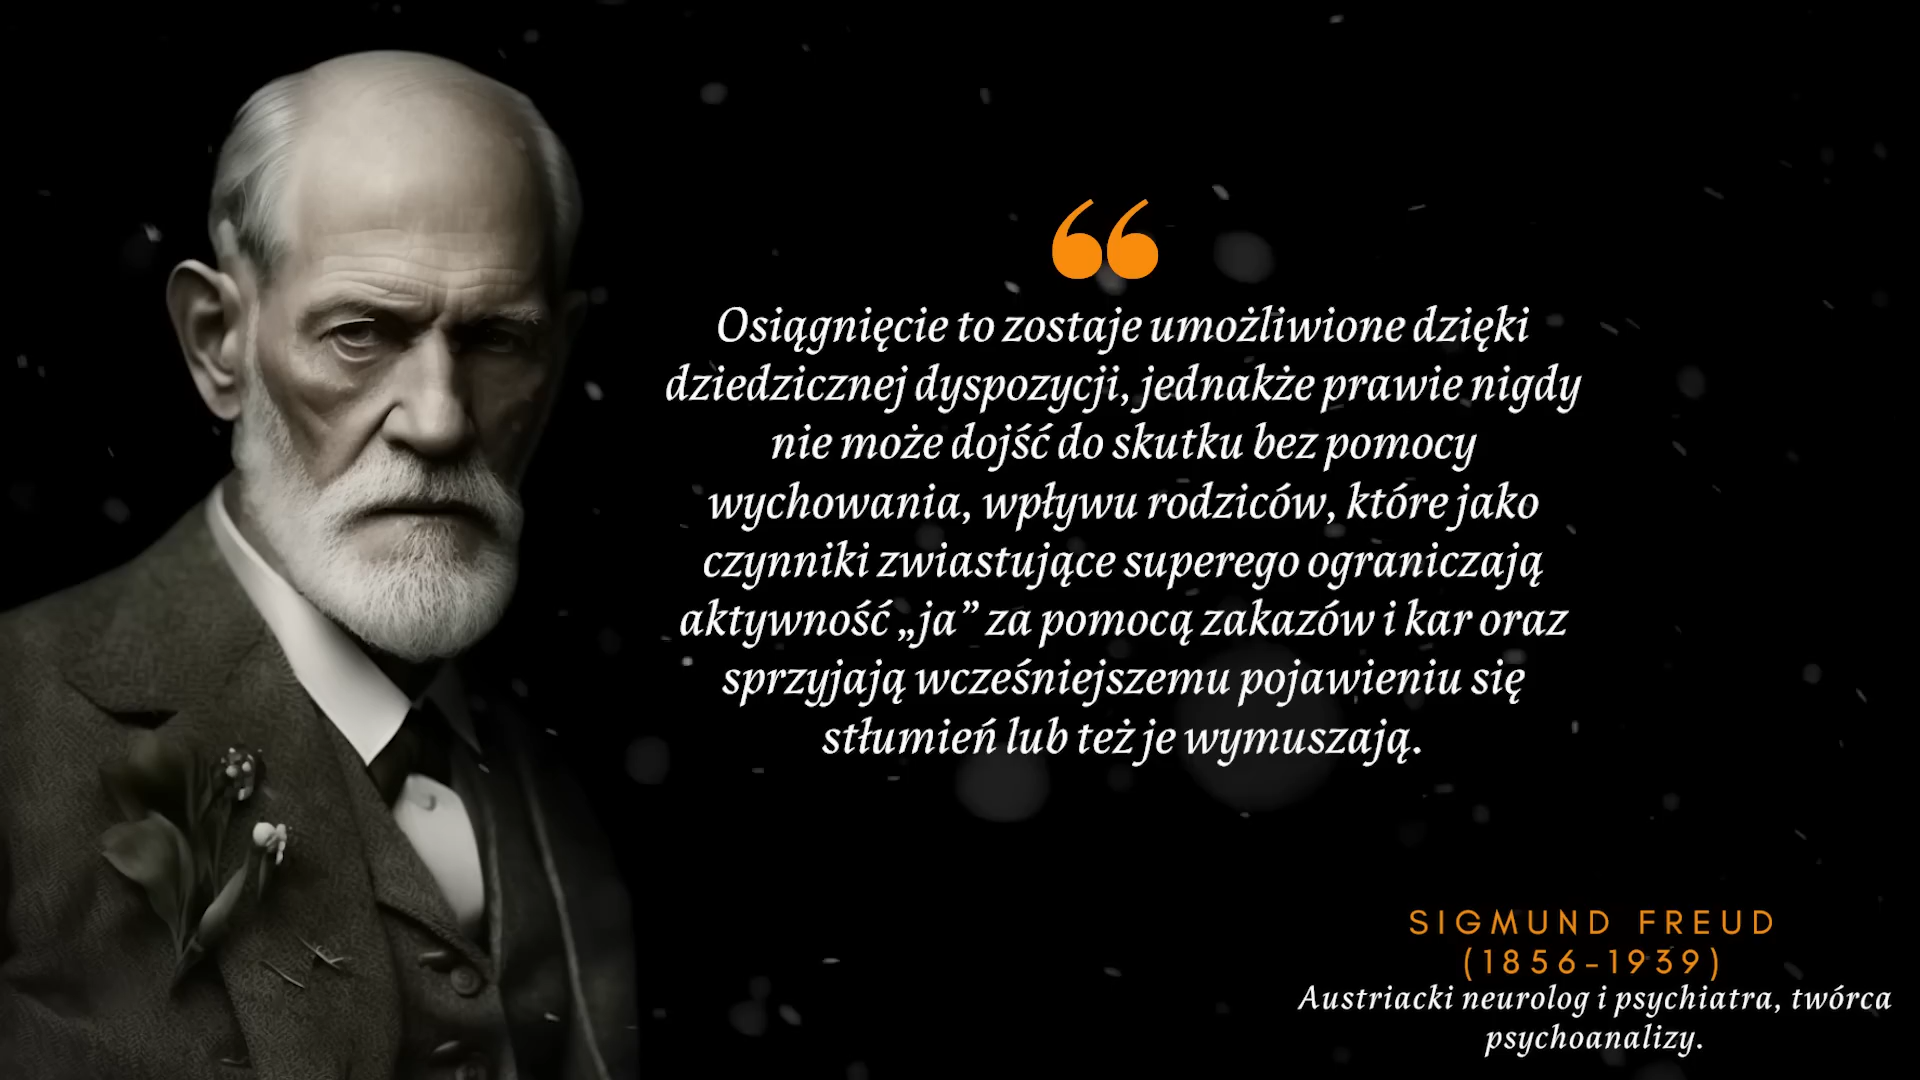 Osiągnięcie to zostaje umożliwione dzięki
dziedzicznej dyspozycji, jednakże prawie nigdy
nie może dojść do skutku bez pomocy
wychowania, wpływu rodziców, które jako
czynniki zwiastujące superego ograniczają
aktywność „ja” za pomocą zakazów i kar oraz
sprzyjają wcześniejszemu pojawieniu się
stłumień lub też je wymuszają.
SIGMUND FREUD
(1856-1939)
Austriacki neurolog i psychiatra, twórca
psychoanalizy.